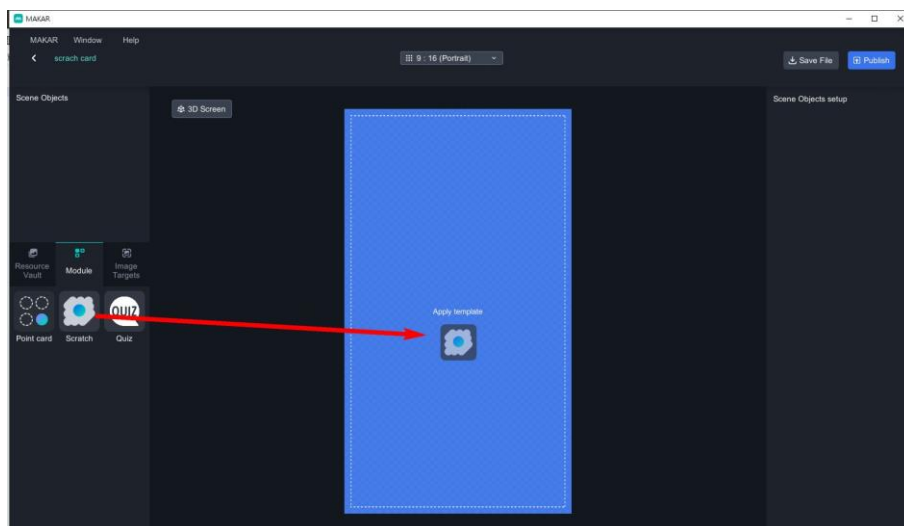 MAKAR
MAKAR Window Help
scrach card
9 : 16 (Portrait)
Save File
Publish
Scene Objects
3D Screen
Scene Objects setup
Resource Vault
Module
Image Targets
Apply template
QUIZ
Point card
Scratch
Quiz